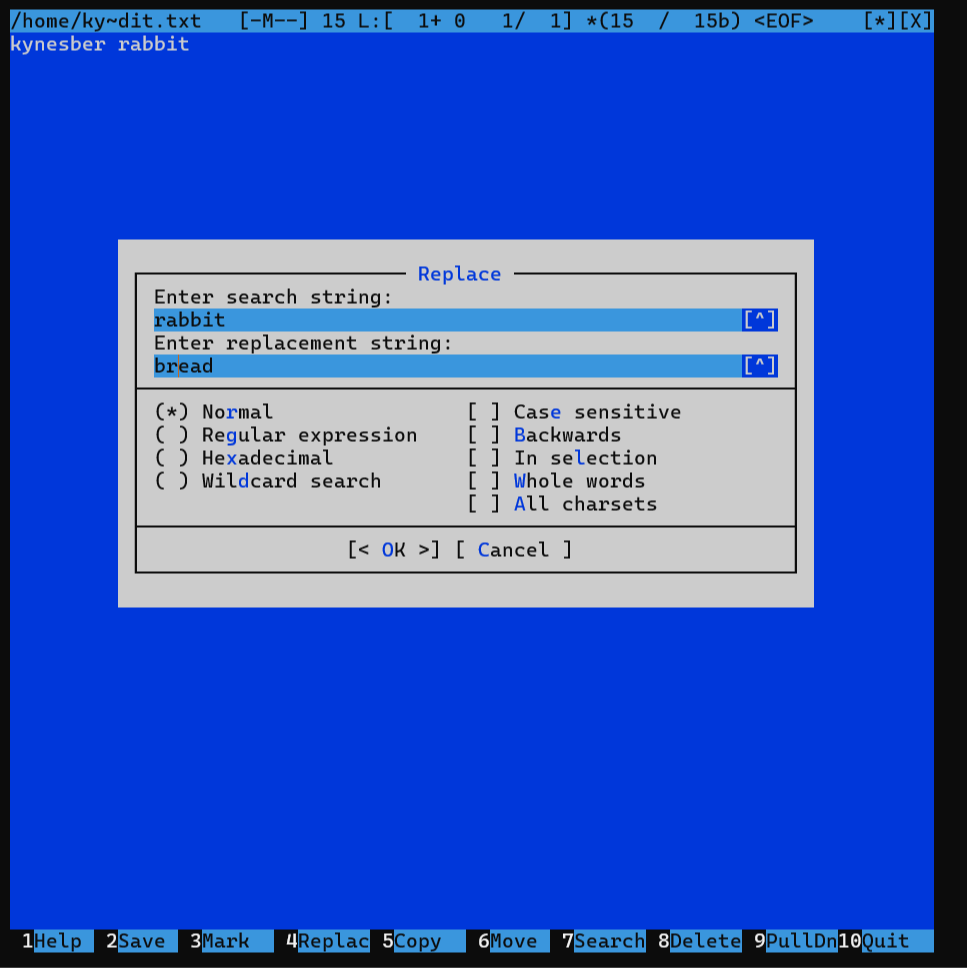 /home/ky~dit.txt   [-M--] 15 L:[  1+ 0   1/  1] *(15  /  15b) <EOF>    [*][X]
kynesber rabbit
Replace
Enter search string:
rabbit [^]
Enter replacement string:
bread [^]
(*) Normal [ ] Case sensitive
( ) Regular expression [ ] Backwards
( ) Hexadecimal [ ] In selection
( ) Wildcard search [ ] Whole words
[ ] All charsets
[< OK >] [ Cancel ]
1Help 2Save 3Mark 4Replac 5Copy 6Move 7Search 8Delete 9PullDn10Quit